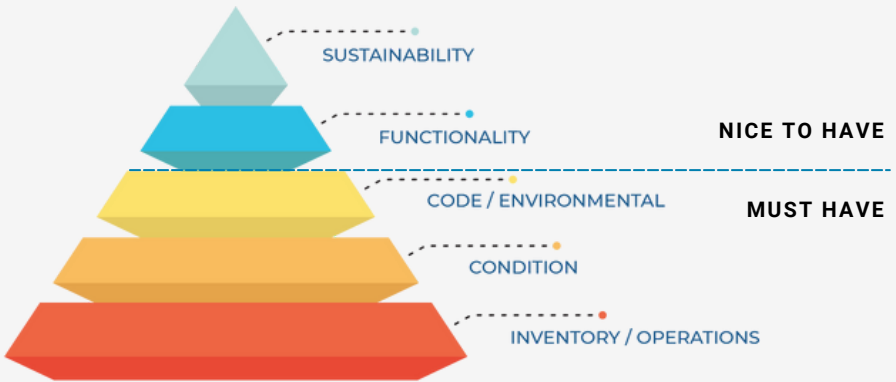 SUSTAINABILITY
FUNCTIONALITY
NICE TO HAVE
CODE / ENVIRONMENTAL
MUST HAVE
CONDITION
INVENTORY / OPERATIONS